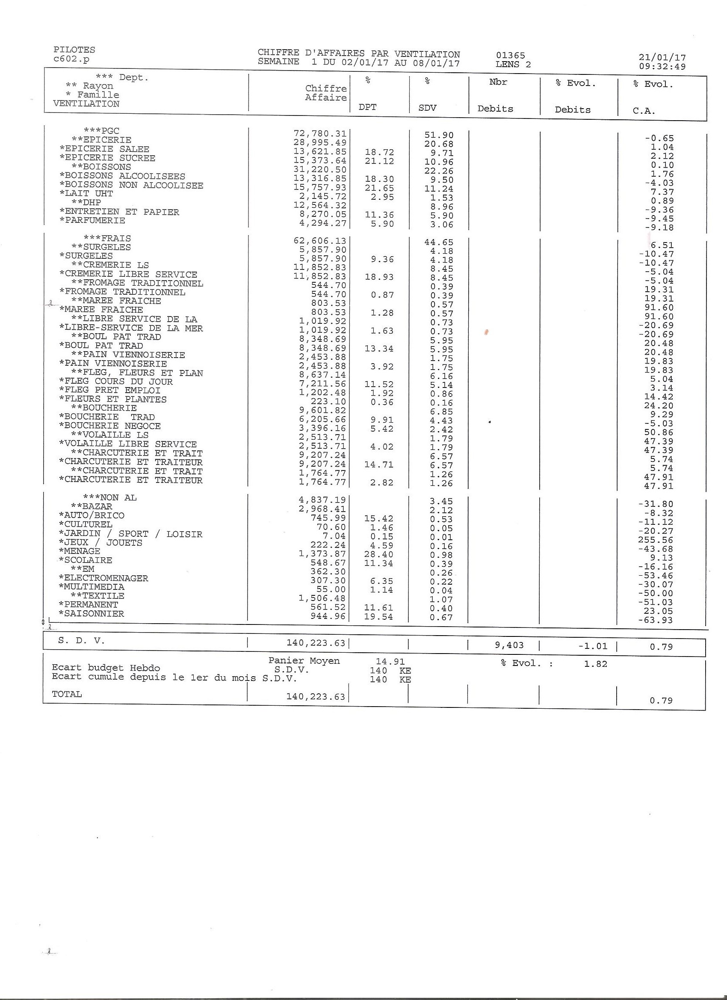 PILOTES CHIFFRE D'AFFAIRES PAR VENTILATION 01365 21/01/17
c602.p SEMAINE 1 DU 02/01/17 AU 08/01/17 LENS 2 09:32:49
*** Dept. % % Nbr % Evol. % Evol.
** Rayon Chiffre
* Famille Affaire
VENTILATION DPT SDV Debits Debits C.A.
***PGC 72,780.31 51.90 -0.65
**EPICERIE 28,995.49 20.68 1.04
*EPICERIE SALEE 13,621.85 18.72 9.71 2.12
*EPICERIE SUCREE 15,373.64 21.12 10.96 0.10
**BOISSONS 31,220.50 22.26 1.76
*BOISSONS ALCOOLISEES 13,316.85 18.30 9.50 -4.03
*BOISSONS NON ALCOOLISEE 15,757.93 21.65 11.24 7.37
*LAIT UHT 2,145.72 2.95 1.53 0.89
**DHP 12,564.32 8.96 -9.36
*ENTRETIEN ET PAPIER 8,270.05 11.36 5.90 -9.45
*PARFUMERIE 4,294.27 5.90 3.06 -9.18
***FRAIS 62,606.13 44.65 6.51
**SURGELES 5,857.90 4.18 -10.47
*SURGELES 5,857.90 9.36 4.18 -10.47
**CREMERIE LS 11,852.83 8.45 -5.04
*CREMERIE LIBRE SERVICE 11,852.83 18.93 8.45 -5.04
**FROMAGE TRADITIONNEL 544.70 0.39 19.31
*FROMAGE TRADITIONNEL 544.70 0.87 0.39 19.31
**MAREE FRAICHE 803.53 0.57 91.60
*MAREE FRAICHE 803.53 1.28 0.57 91.60
**LIBRE SERVICE DE LA 1,019.92 0.73 -20.69
*LIBRE-SERVICE DE LA MER 1,019.92 1.63 0.73 -20.69
**BOUL PAT TRAD 8,348.69 5.95 20.48
*BOUL PAT TRAD 8,348.69 13.34 5.95 20.48
**PAIN VIENNOISERIE 2,453.88 1.75 19.83
*PAIN VIENNOISERIE 2,453.88 3.92 1.75 19.83
**FLEG, FLEURS ET PLAN 8,637.14 6.16 5.04
*FLEG COURS DU JOUR 7,211.56 11.52 5.14 3.14
*FLEG PRET EMPLOI 1,202.48 1.92 0.86 14.42
*FLEURS ET PLANTES 223.10 0.36 0.16 24.20
**BOUCHERIE 9,601.82 6.85 9.29
*BOUCHERIE TRAD 6,205.66 9.91 4.43 -5.03
*BOUCHERIE NEGOCE 3,396.16 5.42 2.42 50.86
**VOLAILLE LS 2,513.71 1.79 47.39
*VOLAILLE LIBRE SERVICE 2,513.71 4.02 1.79 47.39
**CHARCUTERIE ET TRAIT 9,207.24 6.57 5.74
*CHARCUTERIE ET TRAITEUR 9,207.24 14.71 6.57 5.74
**CHARCUTERIE ET TRAIT 1,764.77 1.26 47.91
*CHARCUTERIE ET TRAITEUR 1,764.77 2.82 1.26 47.91
***NON AL 4,837.19 3.45 -31.80
**BAZAR 2,968.41 2.12 -8.32
*AUTO/BRICO 745.99 15.42 0.53 -11.12
*CULTUREL 70.60 1.46 0.05 -20.27
*JARDIN / SPORT / LOISIR 7.04 0.15 0.01 255.56
*JEUX / JOUETS 222.24 4.59 0.16 -43.68
*MENAGE 1,373.87 28.40 0.98 9.13
*SCOLAIRE 548.67 11.34 0.39 -16.16
**EM 362.30 0.26 -53.46
*ELECTROMENAGER 307.30 6.35 0.22 -30.07
*MULTIMEDIA 55.00 1.14 0.04 -50.00
**TEXTILE 1,506.48 1.07 -51.03
*PERMANENT 561.52 11.61 0.40 23.05
*SAISONNIER 944.96 19.54 0.67 -63.93
S. D. V. 140,223.63 9,403 -1.01 0.79
Panier Moyen 14.91 % Evol. : 1.82
Ecart budget Hebdo S.D.V. 140 KE
Ecart cumule depuis le 1er du mois S.D.V. 140 KE
TOTAL 140,223.63 0.79